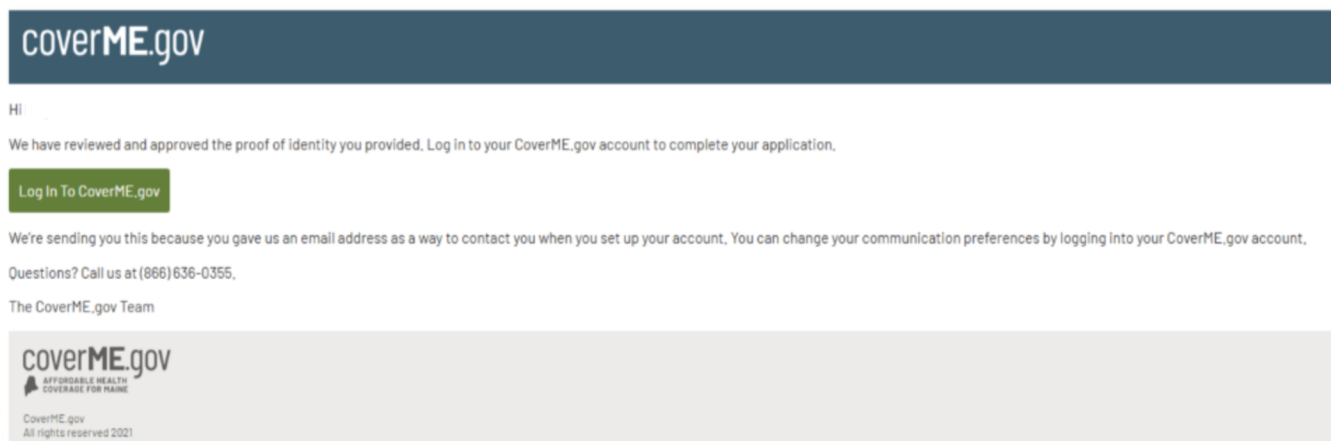 coverME.gov
Hi
We have reviewed and approved the proof of identity you provided. Log in to your CoverME.gov account to complete your application.
Log In To CoverME.gov
We're sending you this because you gave us an email address as a way to contact you when you set up your account. You can change your communication preferences by logging into your CoverME.gov account.
Questions? Call us at (866) 636-0355.
The CoverME.gov Team
coverME.gov
AFFORDABLE HEALTH
COVERAGE FOR MAINE
CoverME.gov
All rights reserved 2021